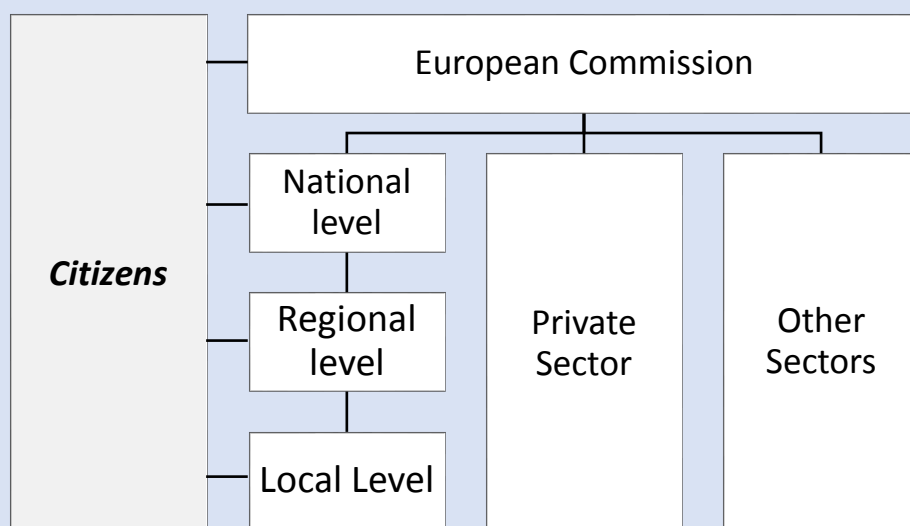 European Commission
National
level
Citizens
Regional
level
Private
Sector
Other
Sectors
Local Level